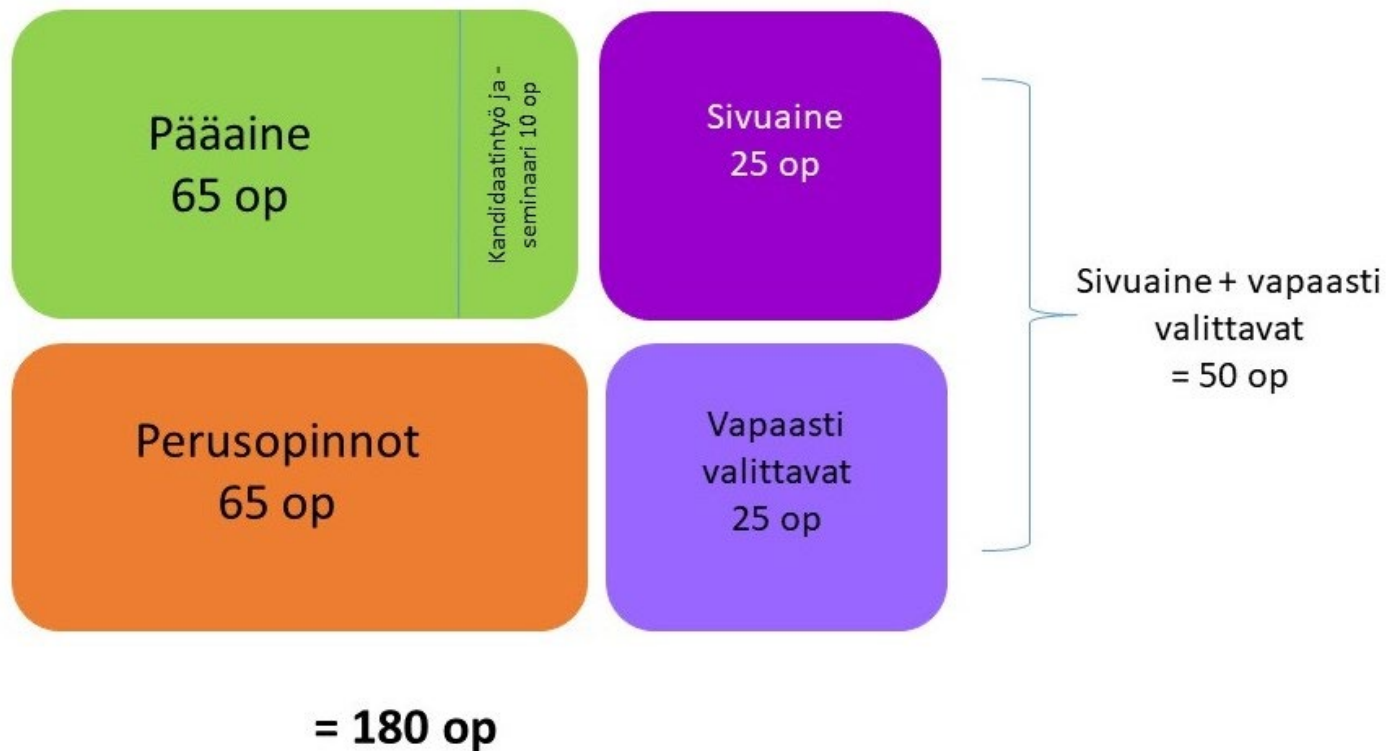 Pääaine
65 op
Kandidaatintyö ja -
seminaari 10 op
Sivuaine
25 op
Sivuaine + vapaasti
valittavat
= 50 op
Perusopinnot
65 op
Vapaasti
valittavat
25 op
= 180 op